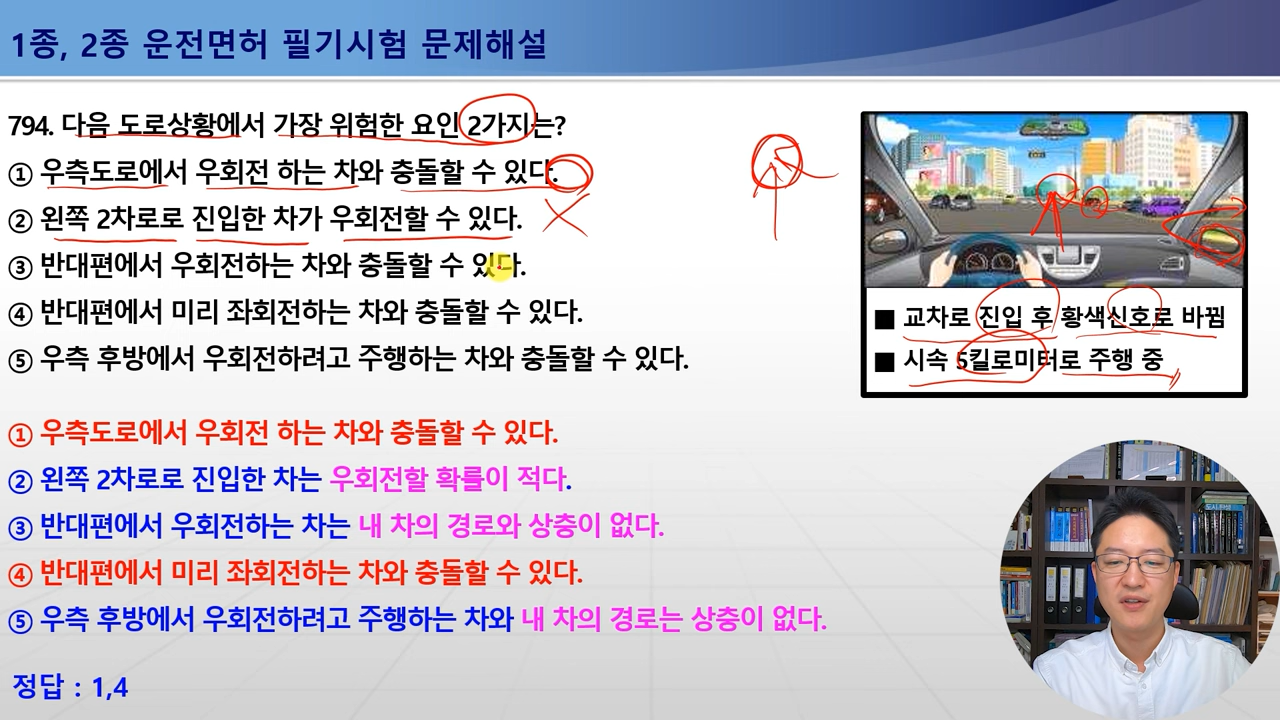 1종, 2종 운전면허 필기시험 문제해설
794. 다음 도로상황에서 가장 위험한 요인 2가지는?
① 우측도로에서 우회전 하는 차와 충돌할 수 있다.
② 왼쪽 2차로로 진입한 차가 우회전할 수 있다.
③ 반대편에서 우회전하는 차와 충돌할 수 있다.
④ 반대편에서 미리 좌회전하는 차와 충돌할 수 있다.
⑤ 우측 후방에서 우회전하려고 주행하는 차와 충돌할 수 있다.
■ 교차로 진입 후 황색신호로 바뀜
■ 시속 5킬로미터로 주행 중
① 우측도로에서 우회전 하는 차와 충돌할 수 있다.
② 왼쪽 2차로로 진입한 차는 우회전할 확률이 적다.
③ 반대편에서 우회전하는 차는 내 차의 경로와 상충이 없다.
④ 반대편에서 미리 좌회전하는 차와 충돌할 수 있다.
⑤ 우측 후방에서 우회전하려고 주행하는 차와 내 차의 경로는 상충이 없다.
정답 : 1,4